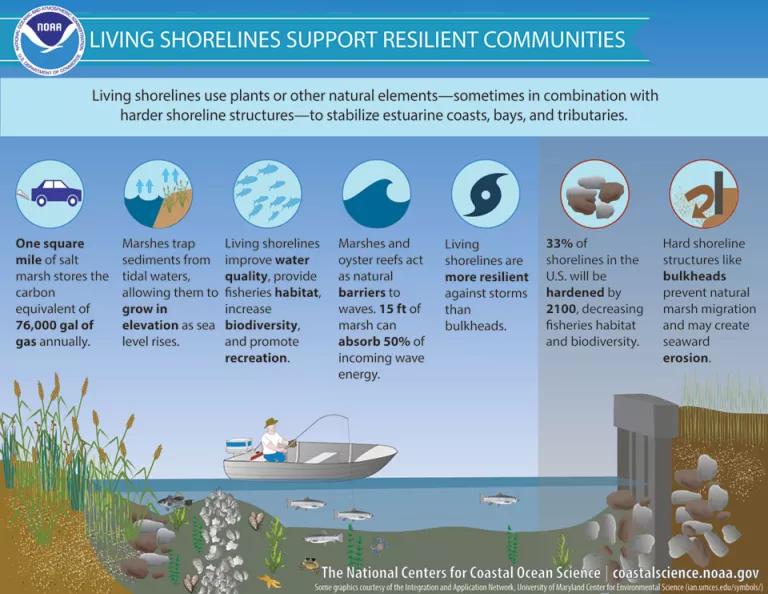 NATIONAL OCEANIC AND ATMOSPHERIC ADMINISTRATION
NOAA
U.S. DEPARTMENT OF COMMERCE
LIVING SHORELINES SUPPORT RESILIENT COMMUNITIES
Living shorelines use plants or other natural elements—sometimes in combination with
harder shoreline structures—to stabilize estuarine coasts, bays, and tributaries.
One square
mile of salt
marsh stores the
carbon
equivalent of
76,000 gal of
gas annually.
Marshes trap
sediments from
tidal waters,
allowing them to
grow in
elevation as sea
level rises.
Living shorelines
improve water
quality, provide
fisheries habitat,
increase
biodiversity,
and promote
recreation.
Marshes and
oyster reefs act
as natural
barriers to
waves. 15 ft of
marsh can
absorb 50% of
incoming wave
energy.
Living
shorelines are
more resilient
against storms
than
bulkheads.
33% of
shorelines in the
U.S. will be
hardened by
2100, decreasing
fisheries habitat
and biodiversity.
Hard shoreline
structures like
bulkheads
prevent natural
marsh migration
and may create
seaward
erosion.
The National Centers for Coastal Ocean Science | coastalscience.noaa.gov
Some graphics courtesy of the Integration and Application Network, University of Maryland Center for Environmental Science (ian.umces.edu/symbols/)